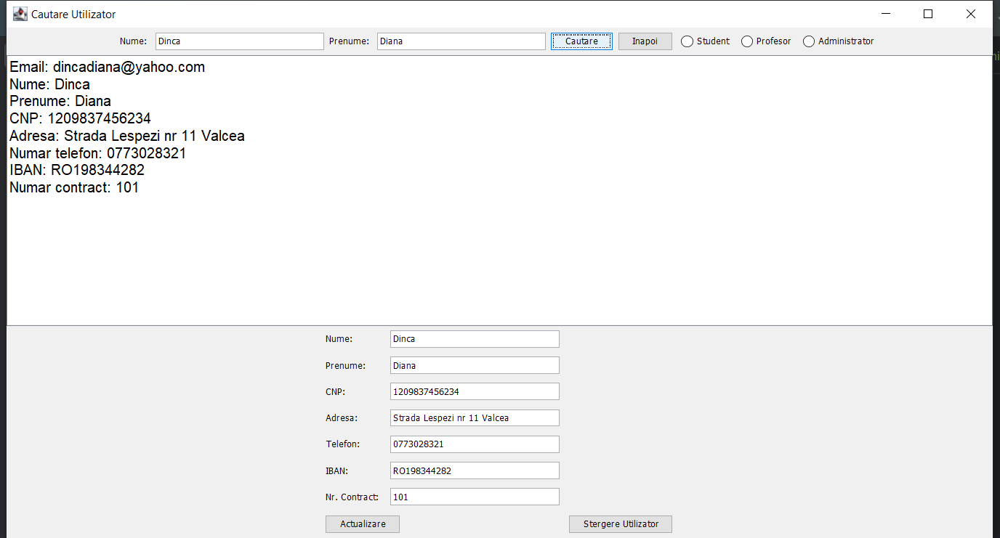 Cautare Utilizator
Nume: Dinca Prenume: Diana Cautare Inapoi Student Profesor Administrator
Email: dincadiana@yahoo.com
Nume: Dinca
Prenume: Diana
CNP: 1209837456234
Adresa: Strada Lespezi nr 11 Valcea
Numar telefon: 0773028321
IBAN: RO198344282
Numar contract: 101
Nume: Dinca
Prenume: Diana
CNP: 1209837456234
Adresa: Strada Lespezi nr 11 Valcea
Telefon: 0773028321
IBAN: RO198344282
Nr. Contract: 101
Actualizare Stergere Utilizator